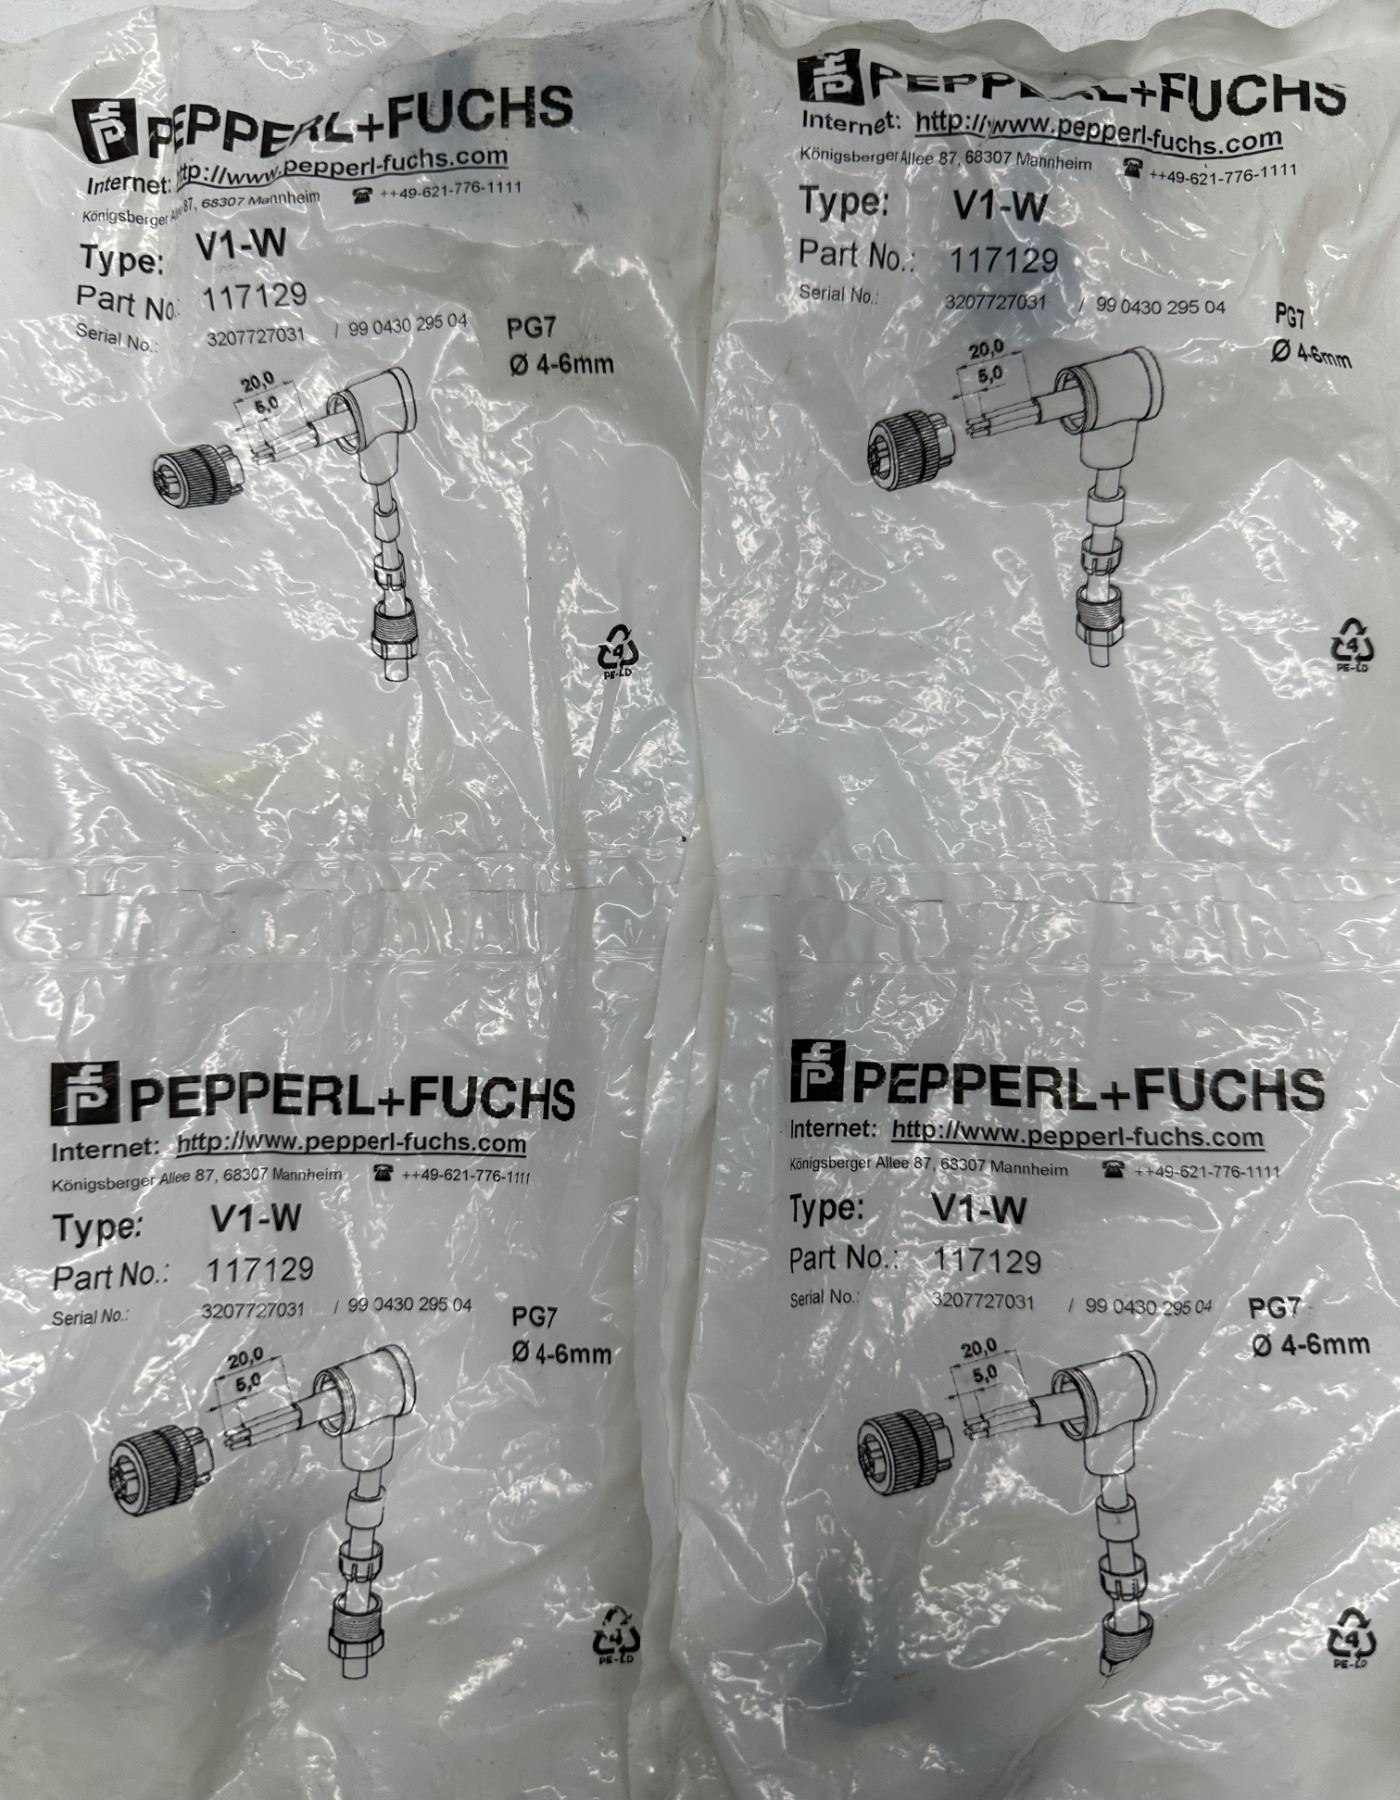 PEPPERL+FUCHS
Internet: http://www.pepperl-fuchs.com
Königsberger Allee 87, 68307 Mannheim ++49-621-776-1111
Type: V1-W
Part No.: 117129
Serial No.: 3207727031 / 99 0430 295 04
PG7
Ø 4-6mm
20,0
5,0
4
PE-LD
PEPPERL+FUCHS
Internet: http://www.pepperl-fuchs.com
Königsberger Allee 87, 68307 Mannheim ++49-621-776-1111
Type: V1-W
Part No.: 117129
Serial No.: 3207727031 / 99 0430 295 04
PG7
Ø 4-6mm
20,0
5,0
4
PE-LD
PEPPERL+FUCHS
Internet: http://www.pepperl-fuchs.com
Königsberger Allee 87, 68307 Mannheim ++49-621-776-1111
Type: V1-W
Part No.: 117129
Serial No.: 3207727031 / 99 0430 295 04
PG7
Ø 4-6mm
20,0
5,0
4
PE-LD
PEPPERL+FUCHS
Internet: http://www.pepperl-fuchs.com
Königsberger Allee 87, 68307 Mannheim ++49-621-776-1111
Type: V1-W
Part No.: 117129
Serial No.: 3207727031 / 99 0430 295 04
PG7
Ø 4-6mm
20,0
5,0
4
PE-LD